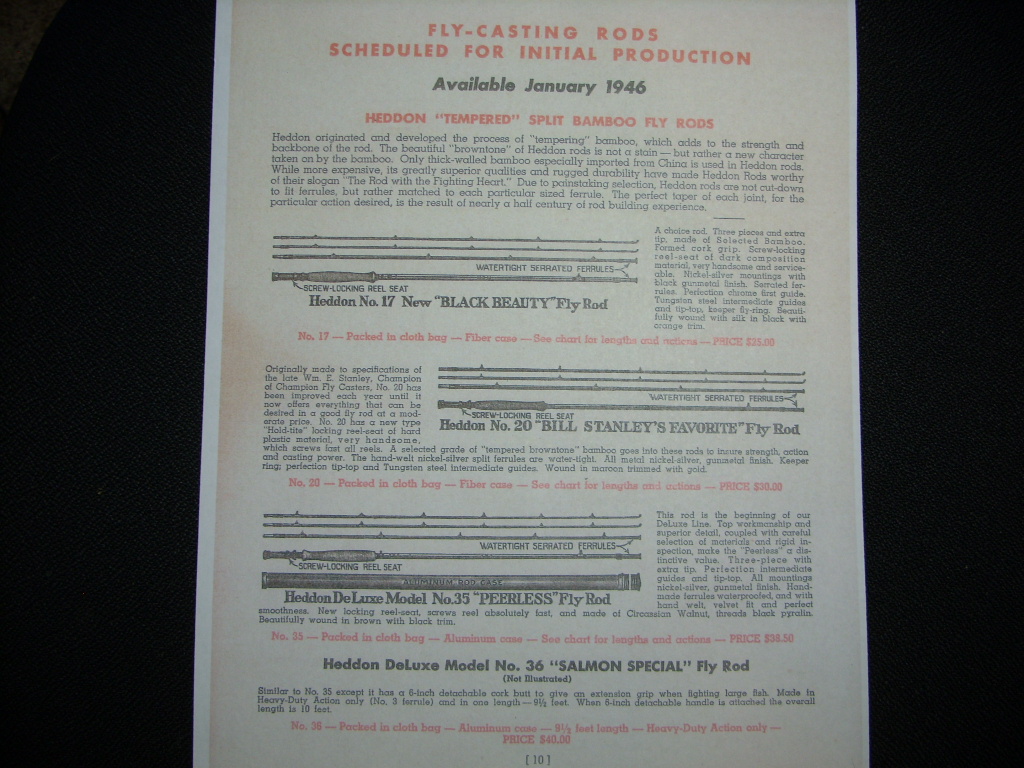 FLY-CASTING RODS
SCHEDULED FOR INITIAL PRODUCTION
Available January 1946
HEDDON "TEMPERED" SPLIT BAMBOO FLY RODS
Heddon originated and developed the process of "tempering" bamboo, which adds to the strength and
backbone of the rod. The beautiful "browntone" of Heddon rods is not a stain — but rather a new character
taken on by the bamboo. Only thick-walled bamboo especially imported from China is used in Heddon rods.
While more expensive, its greatly superior qualities and rugged durability have made Heddon Rods worthy
of their slogan "The Rod with the Fighting Heart." Due to painstaking selection, Heddon rods are not cut-down
to fit ferrules, but rather matched to each particular sized ferrule. The perfect taper of each joint, for the
particular action desired, is the result of nearly a half century of rod building experience.
WATERTIGHT SERRATED FERRULES
SCREW-LOCKING REEL SEAT
Heddon No. 17 New "BLACK BEAUTY" Fly Rod
A choice rod. Three pieces and extra
tip, made of Selected Bamboo.
Formed cork grip. Screw-locking
reel-seat of dark composition
material, very handsome and service-
able. Nickel-silver mountings with
black gunmetal finish. Serrated fer-
rules. Perfection chrome first guide.
Tungsten steel intermediate guides
and tip-top, keeper fly-ring. Beauti-
fully wound with silk in black with
orange trim.
No. 17 — Packed in cloth bag — Fiber case — See chart for lengths and actions — PRICE $25.00
Originally made to specifications of
the late Wm. E. Stanley, Champion
of Champion Fly Casters, No. 20 has
been improved each year until it
now offers everything that can be
desired in a good fly rod at a mod-
erate price. No. 20 has a new type
"Hold-tite" locking reel-seat of hard
plastic material, very handsome,
which screws fast all reels. A selected grade of "tempered browntone" bamboo goes into these rods to insure strength, action
and casting power. The hand-welt nickel-silver split ferrules are water-tight. All metal nickel-silver, gunmetal finish. Keeper
ring; perfection tip-top and Tungsten steel intermediate guides. Wound in maroon trimmed with gold.
WATERTIGHT SERRATED FERRULES
SCREW-LOCKING REEL SEAT
Heddon No. 20 "BILL STANLEY'S FAVORITE" Fly Rod
No. 20 — Packed in cloth bag — Fiber case — See chart for lengths and actions — PRICE $30.00
WATERTIGHT SERRATED FERRULES
SCREW-LOCKING REEL SEAT
ALUMINUM ROD CASE
Heddon DeLuxe Model No. 35 "PEERLESS" Fly Rod
This rod is the beginning of our
DeLuxe Line. Top workmanship and
superior detail, coupled with careful
selection of materials and rigid in-
spection, make the "Peerless" a dis-
tinctive value. Three-piece with
extra tip. Perfection intermediate
guides and tip-top. All mountings
nickel-silver, gunmetal finish. Hand-
made ferrules waterproofed, and with
hand welt, velvet fit and perfect
smoothness. New locking reel-seat, screws reel absolutely fast, and made of Circassian Walnut, threads black pyralin.
Beautifully wound in brown with black trim.
No. 35 — Packed in cloth bag — Aluminum case — See chart for lengths and actions — PRICE $38.50
Heddon DeLuxe Model No. 36 "SALMON SPECIAL" Fly Rod
(Not Illustrated)
Similar to No. 35 except it has a 6-inch detachable cork butt to give an extension grip when fighting large fish. Made in
Heavy-Duty Action only (No. 3 ferrule) and in one length — 9½ feet. When 6-inch detachable handle is attached the overall
length is 10 feet.
No. 36 — Packed in cloth bag — Aluminum case — 9½ feet length — Heavy-Duty Action only —
PRICE $40.00
[ 10 ]